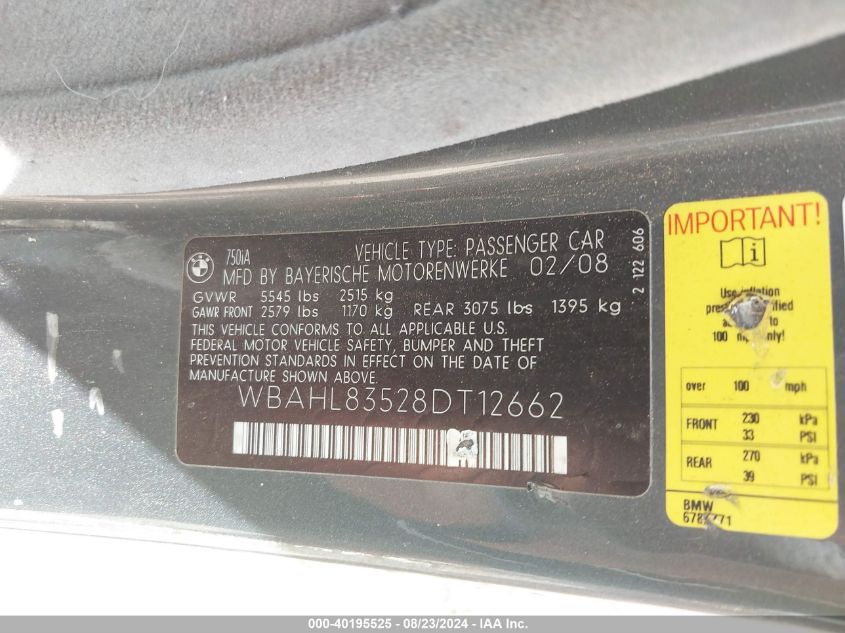 BMW
750iA
VEHICLE TYPE: PASSENGER CAR
MFD BY BAYERISCHE MOTORENWERKE 02/08
GVWR 5545 lbs 2515 kg
GAWR FRONT 2579 lbs 1170 kg REAR 3075 lbs 1395 kg
THIS VEHICLE CONFORMS TO ALL APPLICABLE U.S.
FEDERAL MOTOR VEHICLE SAFETY, BUMPER AND THEFT
PREVENTION STANDARDS IN EFFECT ON THE DATE OF
MANUFACTURE SHOWN ABOVE.
WBAHL83528DT12662
2 122 606
IMPORTANT!
Use
100 only!
over 100 mph
FRONT 230 kPa
33 PSI
REAR 270 kPa
39 PSI
BMW
000-40195525 - 08/23/2024 - IAA Inc.